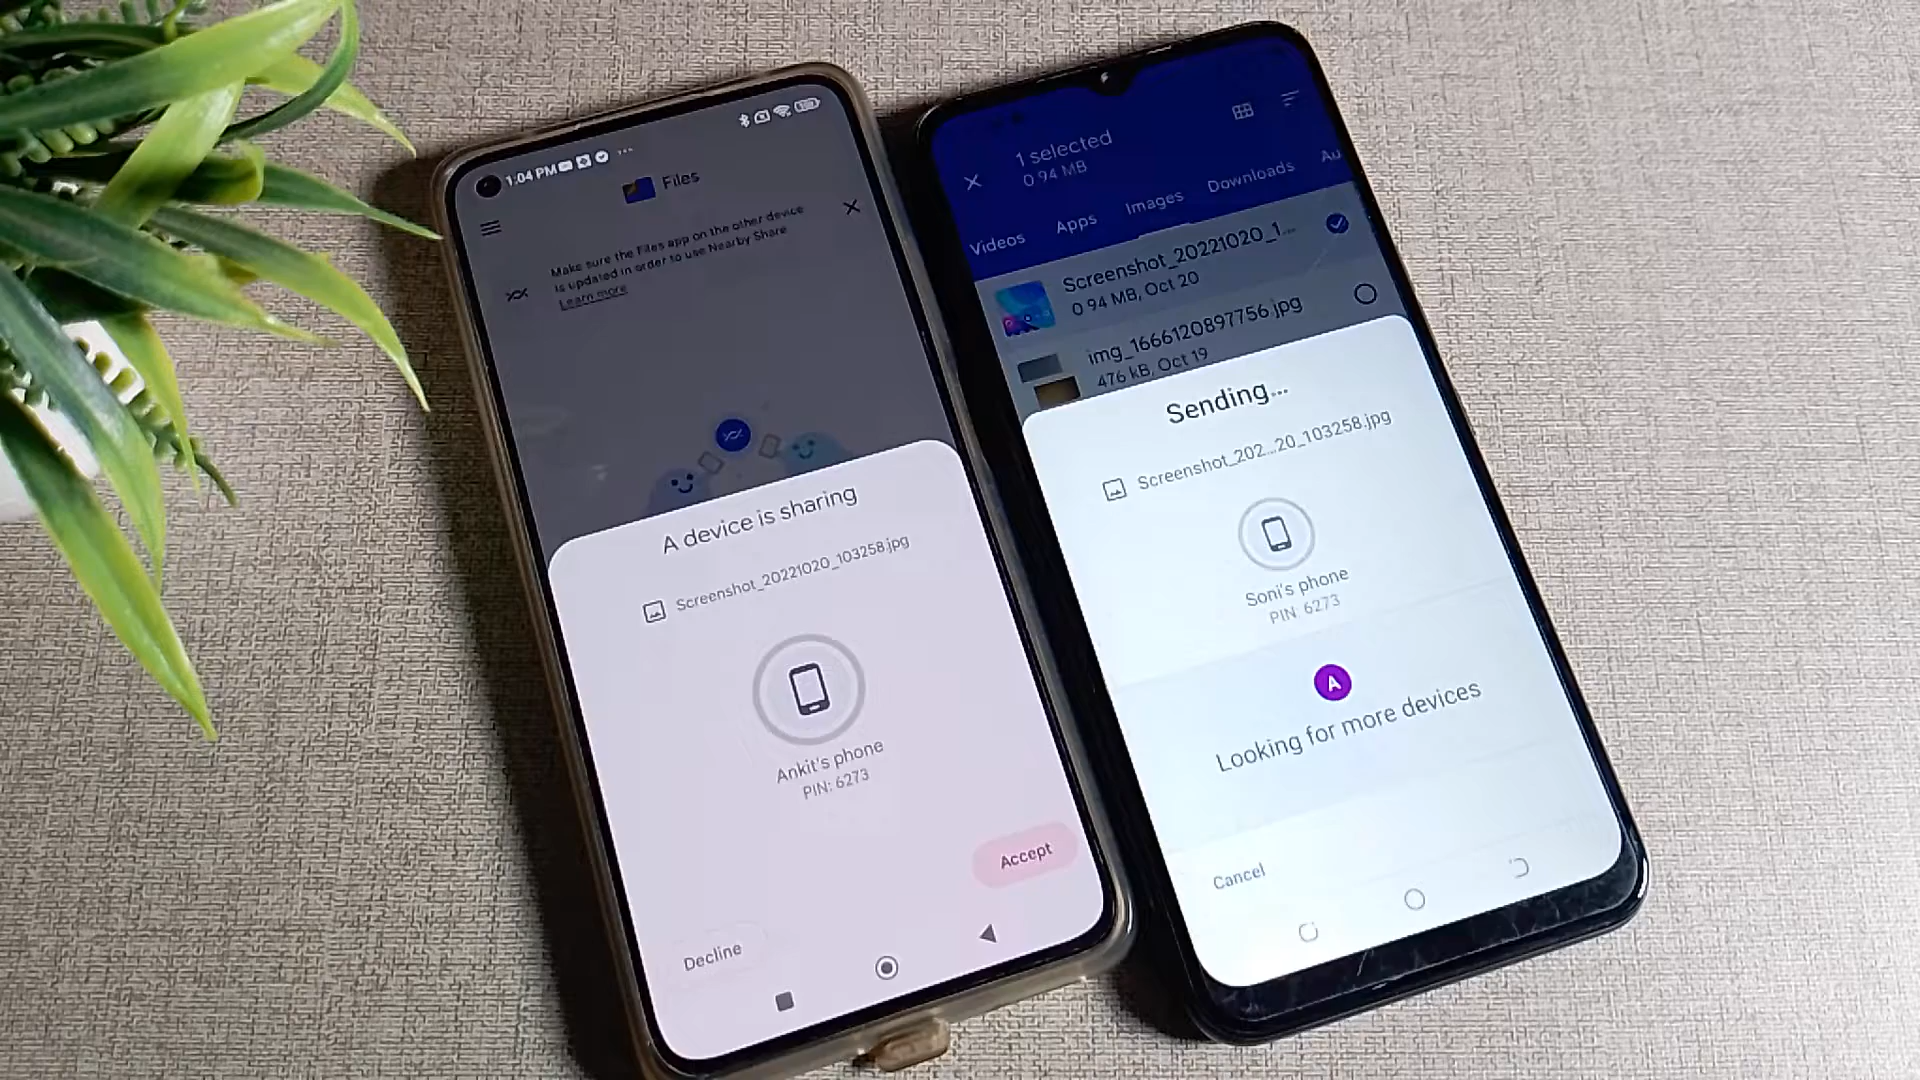 1:04 PM
Files
Make sure the Files app on the other device
is updated in order to use Nearby Share
Learn more
A device is sharing
Screenshot_20221020_103258.jpg
Ankit's phone
PIN: 6273
Accept
Decline
1 selected
0.94 MB
Videos
Apps
Images
Downloads
Au
Screenshot_20221020_1...
0.94 MB, Oct 20
img_1666120897756.jpg
476 kB, Oct 19
Sending...
Screenshot_202...20_103258.jpg
Soni's phone
PIN: 6273
A
Looking for more devices
Cancel